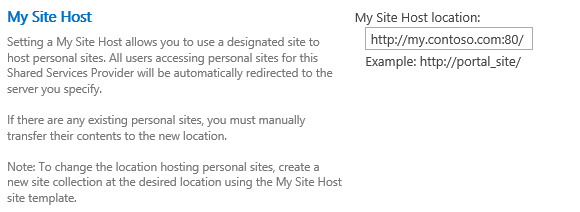 My Site Host
Setting a My Site Host allows you to use a designated site to
host personal sites. All users accessing personal sites for this
Shared Services Provider will be automatically redirected to the
server you specify.
If there are any existing personal sites, you must manually
transfer their contents to the new location.
Note: To change the location hosting personal sites, create a
new site collection at the desired location using the My Site Host
site template.
My Site Host location:
http://my.contoso.com:80/
Example: http://portal_site/